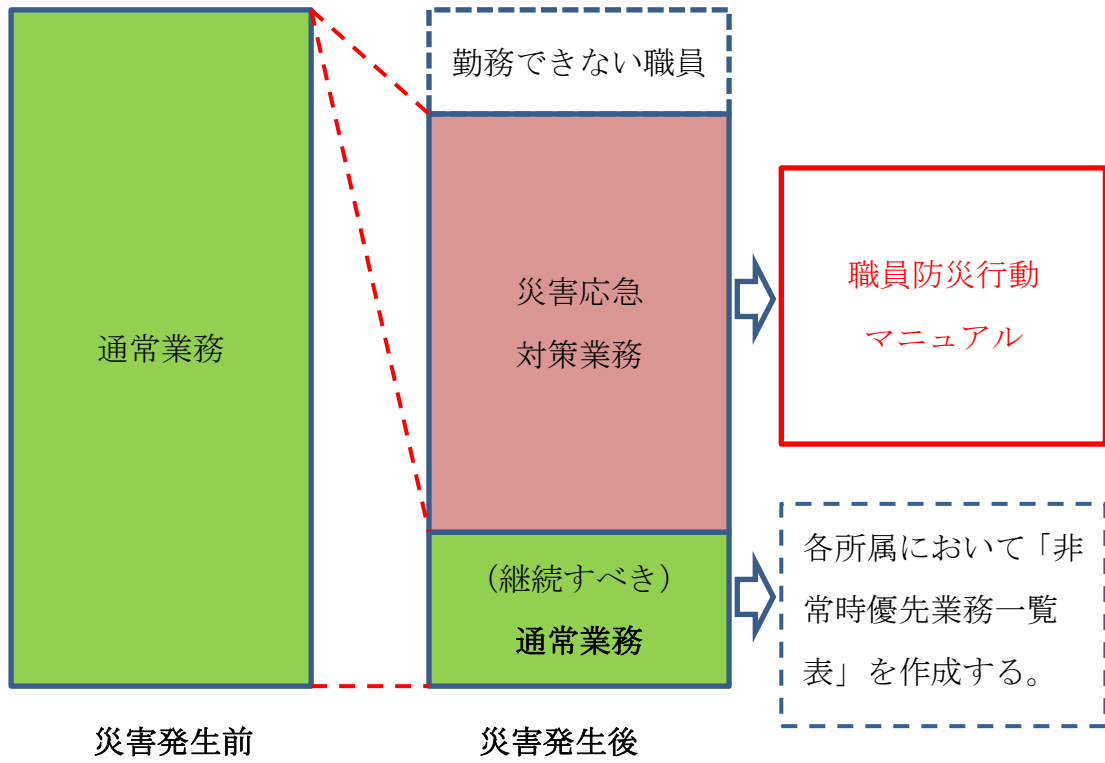 通常業務
災害発生前
勤務できない職員
災害応急
対策業務
（継続すべき）
通常業務
災害発生後
職員防災行動
マニュアル
各所属において「非
常時優先業務一覧
表」を作成する。